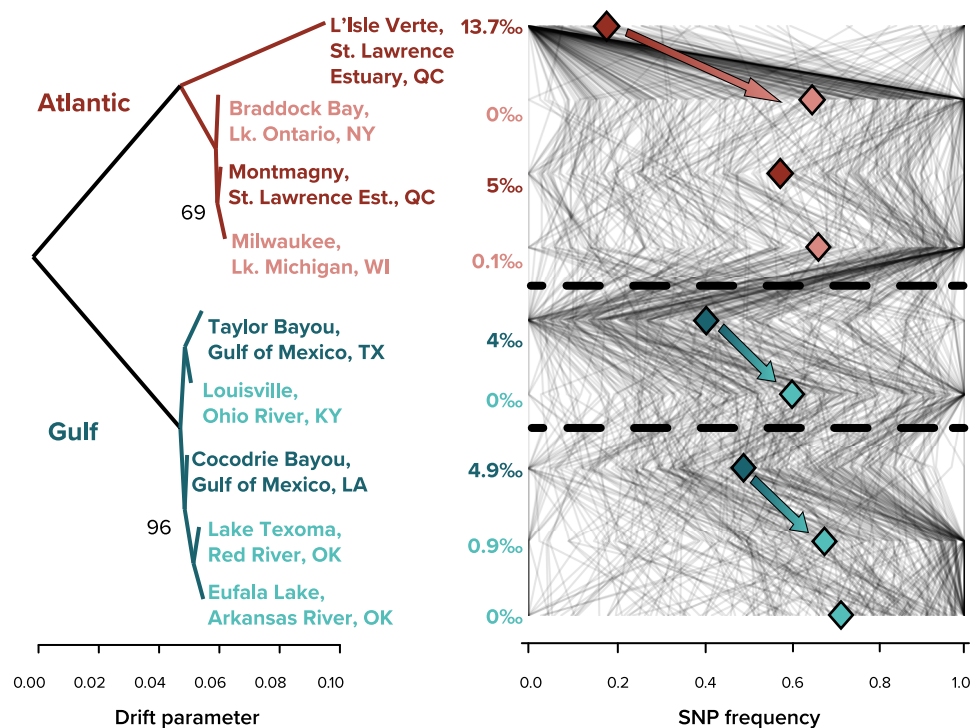 L'Isle Verte,
St. Lawrence
Estuary, QC
Atlantic
Braddock Bay,
Lk. Ontario, NY
Montmagny,
St. Lawrence Est., QC
69
Milwaukee,
Lk. Michigan, WI
Taylor Bayou,
Gulf of Mexico, TX
Louisville,
Ohio River, KY
Gulf
Cocodrie Bayou,
Gulf of Mexico, LA
96
Lake Texoma,
Red River, OK
Eufala Lake,
Arkansas River, OK
0.00 0.02 0.04 0.06 0.08 0.10
Drift parameter
13.7‰
0‰
5‰
0.1‰
4‰
0‰
4.9‰
0.9‰
0‰
0.0 0.2 0.4 0.6 0.8 1.0
SNP frequency